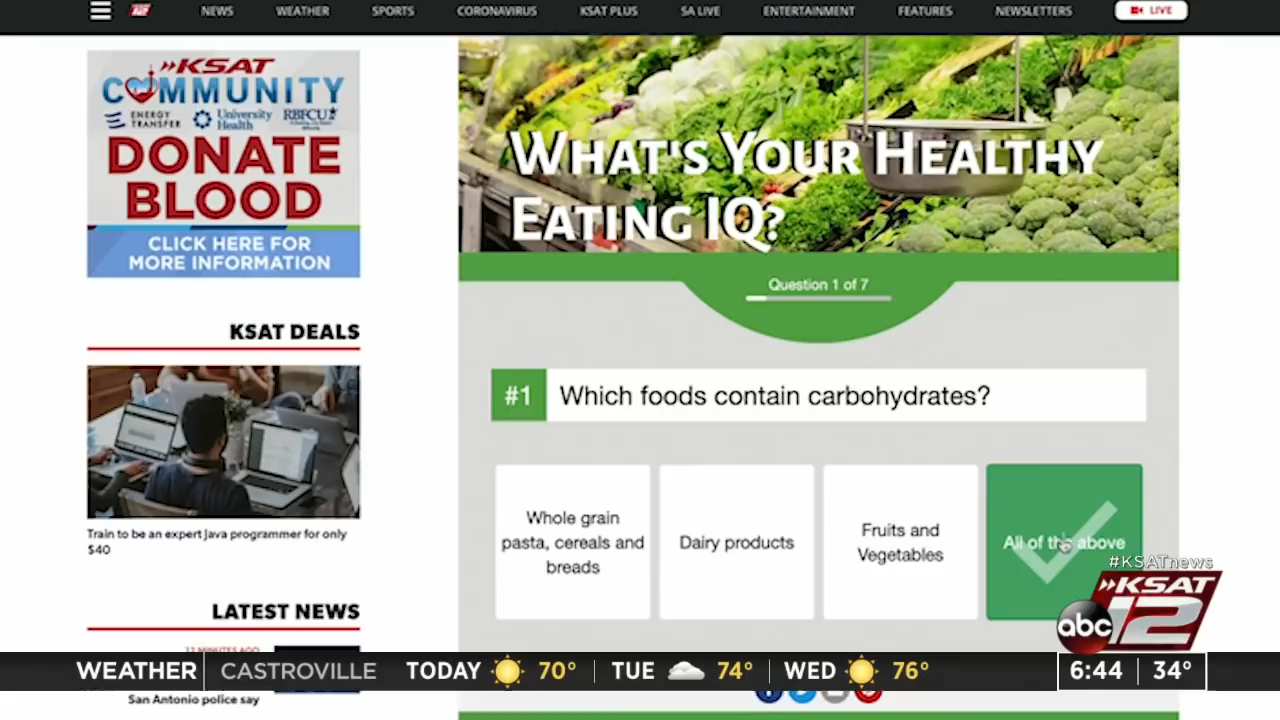 NEWS
WEATHER
SPORTS
CORONAVIRUS
KSAT PLUS
SA LIVE
ENTERTAINMENT
FEATURES
NEWSLETTERS
LIVE
KSAT
COMMUNITY
ENERGY TRANSFER
University Health
RBFCU
DONATE
BLOOD
CLICK HERE FOR
MORE INFORMATION
KSAT DEALS
Train to be an expert Java programmer for only
$40
LATEST NEWS
12 MINUTES AGO
San Antonio police say
WHAT'S YOUR HEALTHY
EATING IQ?
Question 1 of 7
#1 Which foods contain carbohydrates?
Whole grain
pasta, cereals and
breads
Dairy products
Fruits and
Vegetables
All of the above
#KSATnews
KSAT
abc 12
WEATHER CASTROVILLE TODAY 70° TUE 74° WED 76° 6:44 34°